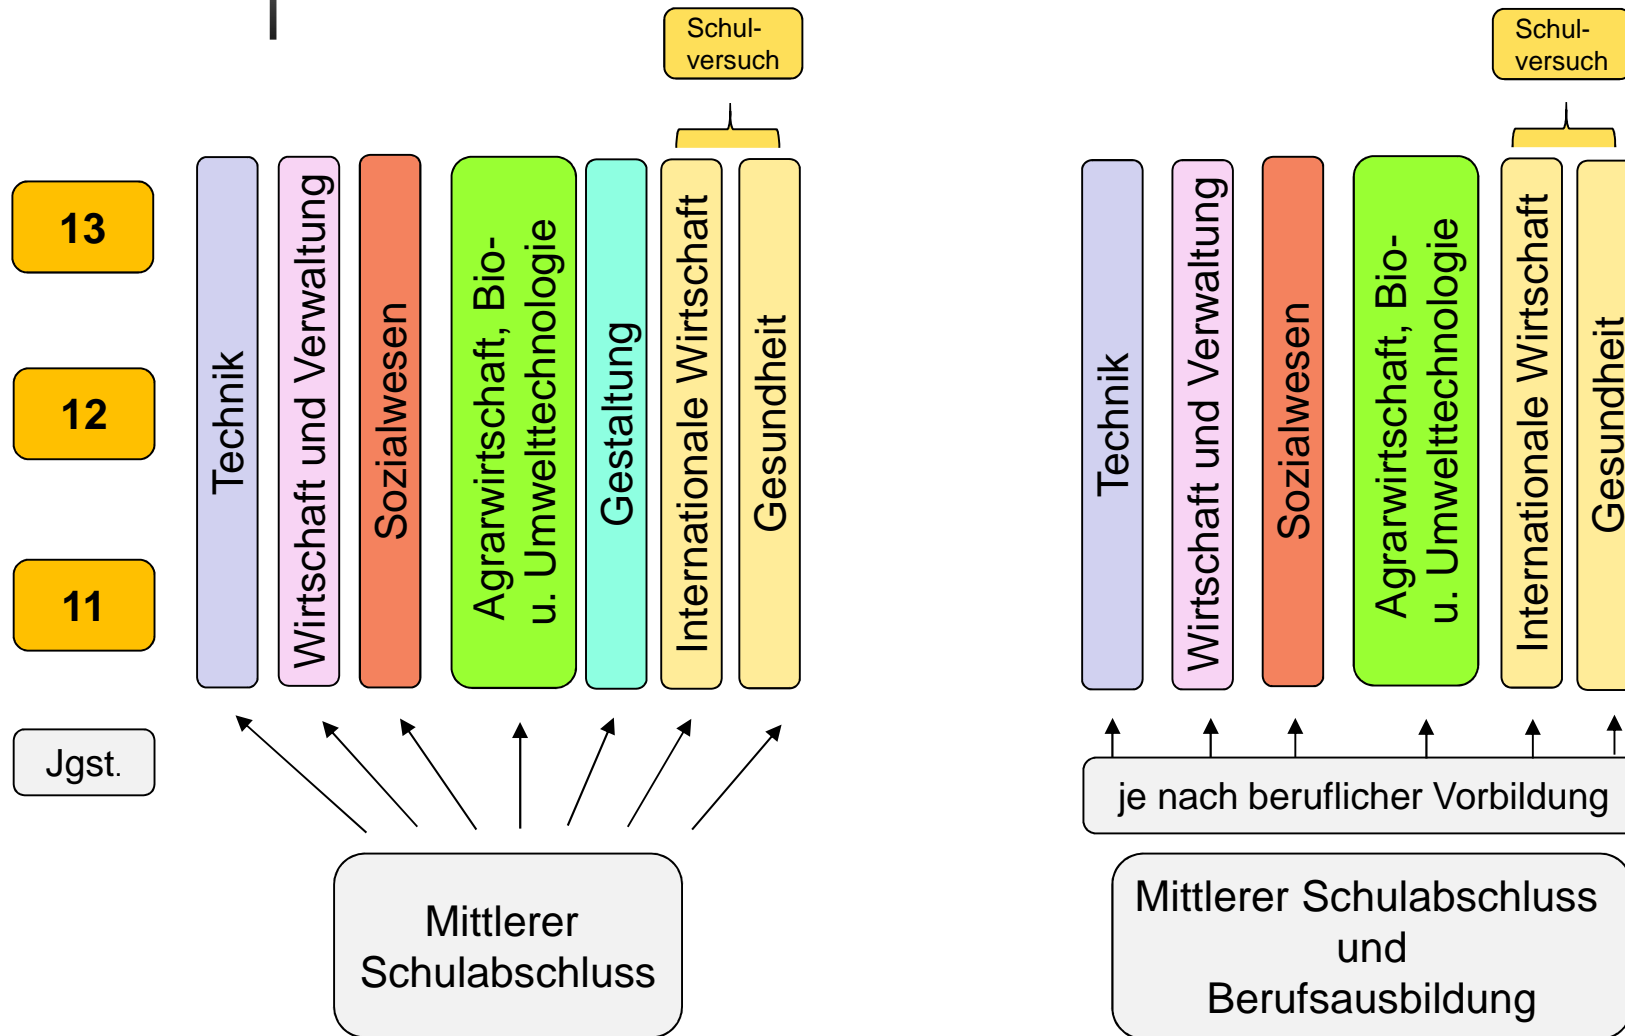 Schul-
versuch
Schul-
versuch
13
12
11
Jgst.
Technik
Wirtschaft und Verwaltung
Sozialwesen
Agrarwirtschaft, Bio-
u. Umwelttechnologie
Gestaltung
Internationale Wirtschaft
Gesundheit
Mittlerer
Schulabschluss
Technik
Wirtschaft und Verwaltung
Sozialwesen
Agrarwirtschaft, Bio-
u. Umwelttechnologie
Internationale Wirtschaft
Gesundheit
je nach beruflicher Vorbildung
Mittlerer Schulabschluss
und
Berufsausbildung